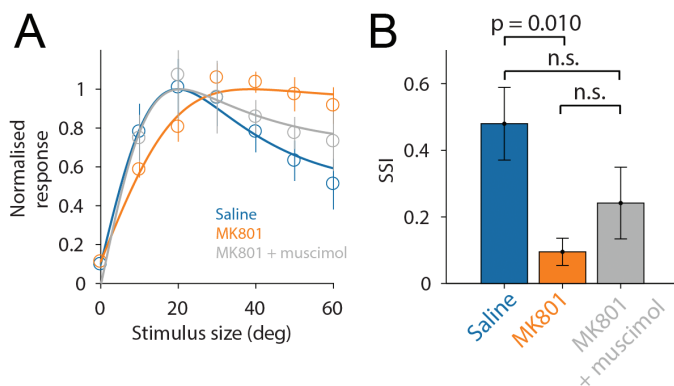 A
Normalised
response
1
0.8
0.6
0.4
0.2
0
0
20
40
60
Stimulus size (deg)
Saline
MK801
MK801 + muscimol
B
p = 0.010
n.s.
n.s.
SSI
0.6
0.4
0.2
0
Saline
MK801
MK801
+ muscimol